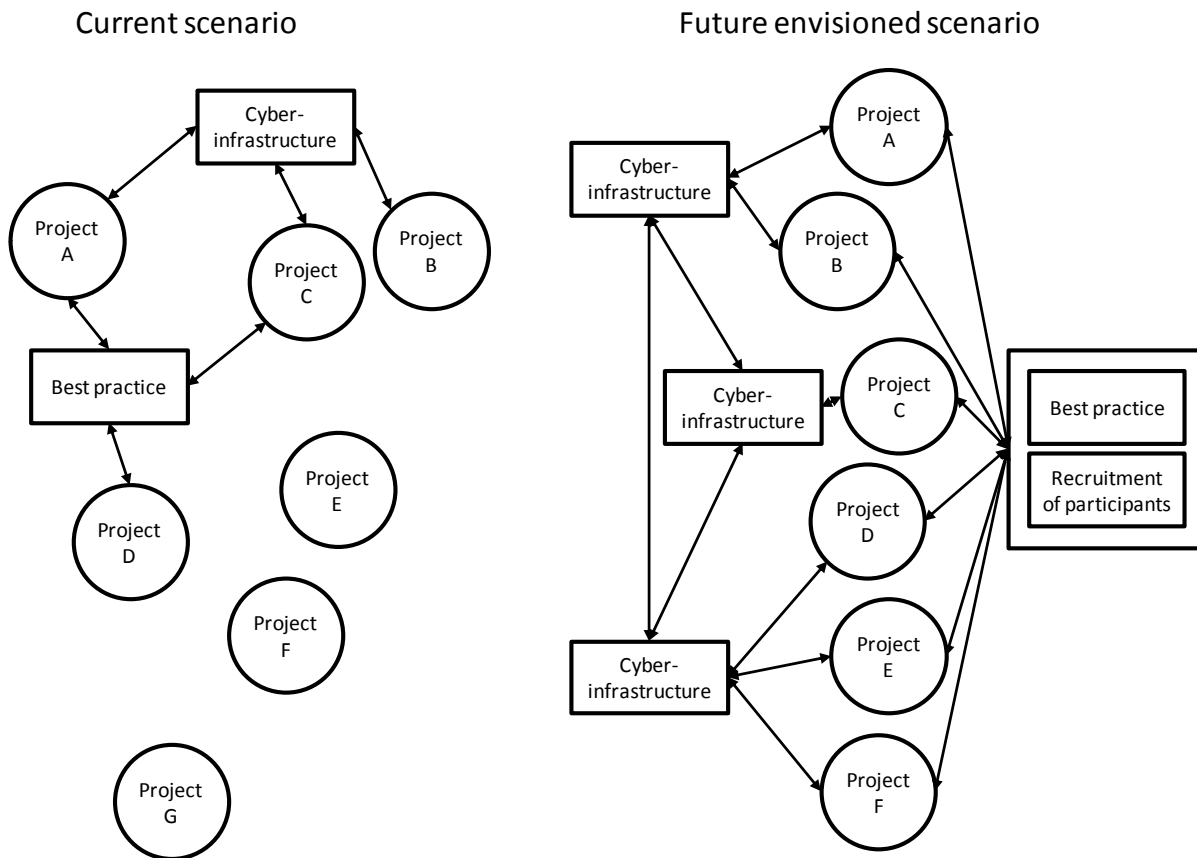 Current scenario
Cyber-
infrastructure
Project
A
Project
B
Project
C
Best practice
Project
E
Project
D
Project
F
Project
G
Future envisioned scenario
Project
A
Cyber-
infrastructure
Project
B
Cyber-
infrastructure
Project
C
Best practice
Recruitment
of participants
Project
D
Cyber-
infrastructure
Project
E
Project
F